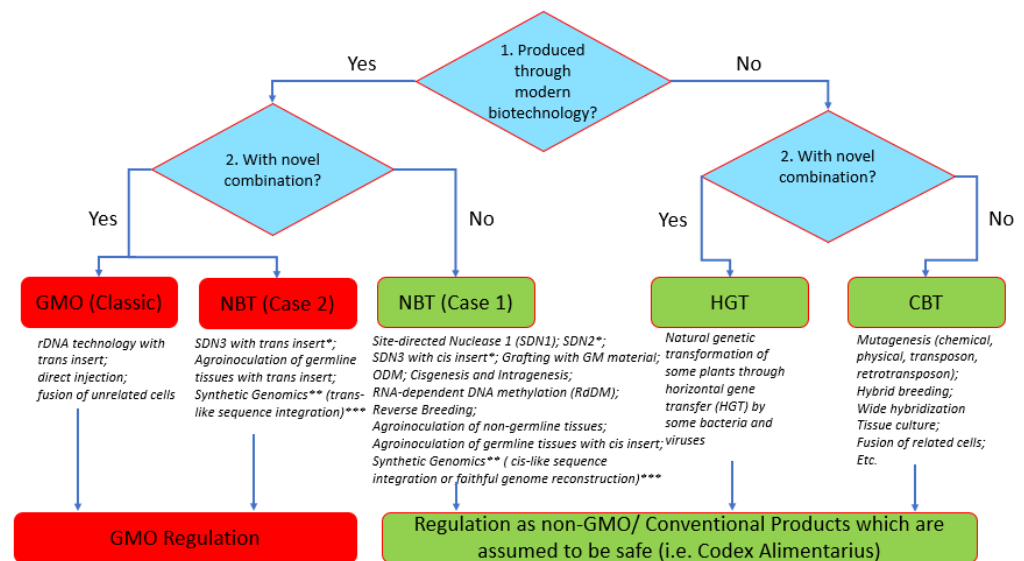 1. Produced
through
modern
biotechnology?
Yes
No
2. With novel
combination?
2. With novel
combination?
Yes
No
Yes
No
GMO (Classic)
NBT (Case 2)
NBT (Case 1)
HGT
CBT
rDNA technology with
trans insert;
direct injection;
fusion of unrelated cells
SDN3 with trans insert*;
Agroinoculation of germline
tissues with trans insert;
Synthetic Genomics** (trans-
like sequence integration)***
Site-directed Nuclease 1 (SDN1); SDN2*;
SDN3 with cis insert*; Grafting with GM material;
ODM; Cisgenesis and Intragenesis;
RNA-dependent DNA methylation (RdDM);
Reverse Breeding;
Agroinoculation of non-germline tissues;
Agroinoculation of germline tissues with cis insert;
Synthetic Genomics** ( cis-like sequence
integration or faithful genome reconstruction)***
Natural genetic
transformation of
some plants through
horizontal gene
transfer (HGT) by
some bacteria and
viruses
Mutagenesis (chemical,
physical, transposon,
retrotransposon);
Hybrid breeding;
Wide hybridization
Tissue culture;
Fusion of related cells;
Etc.
GMO Regulation
Regulation as non-GMO/ Conventional Products which are
assumed to be safe (i.e. Codex Alimentarius)